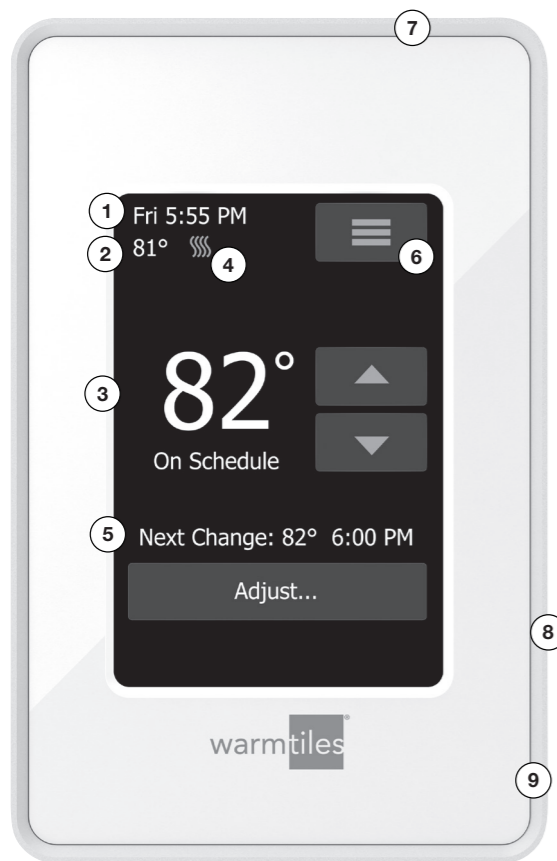 7
1 Fri 5:55 PM
2 81° 4 6
3 82°
On Schedule
5 Next Change: 82° 6:00 PM
Adjust...
8
warmtiles®
9